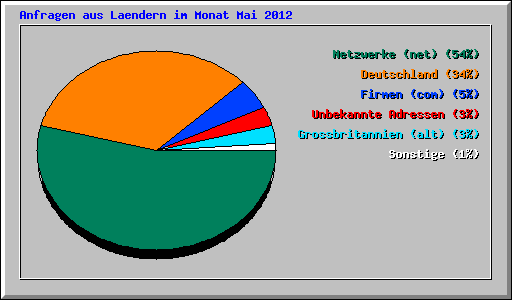 Anfragen aus Laendern im Monat Mai 2012
Netzwerke (net) (54%)
Deutschland (34%)
Firmen (com) (5%)
Unbekannte Adressen (3%)
Grossbritannien (alt) (3%)
Sonstige (1%)